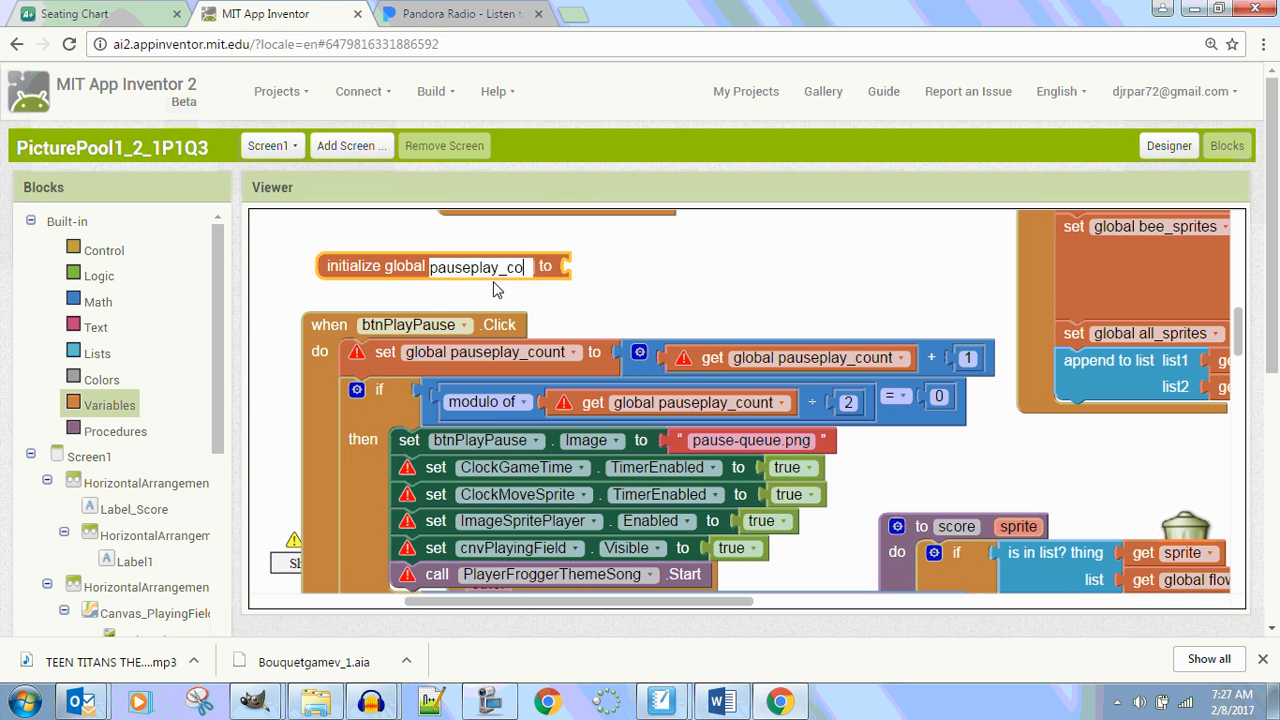 Seating Chart
MIT App Inventor
Pandora Radio - Listen to
ai2.appinventor.mit.edu/?locale=en#6479816331886592
MIT App Inventor 2
Beta
Projects
Connect
Build
Help
My Projects
Gallery
Guide
Report an Issue
English
djrpar72@gmail.com
PicturePool1_2_1P1Q3
Screen1
Add Screen ...
Remove Screen
Designer
Blocks
Blocks
Viewer
Built-in
Control
Logic
Math
Text
Lists
Colors
Variables
Procedures
Screen1
HorizontalArrangemen
Label_Score
HorizontalArrangem
Label1
HorizontalArrangemen
Canvas_PlayingField
initialize global pauseplay_co to
when btnPlayPause .Click
do set global pauseplay_count to get global pauseplay_count + 1
if modulo of get global pauseplay_count ÷ 2 = 0
then set btnPlayPause . Image to " pause-queue.png "
set ClockGameTime . TimerEnabled to true
set ClockMoveSprite . TimerEnabled to true
set ImageSpritePlayer . Enabled to true
set cnvPlayingField . Visible to true
call PlayerFroggerThemeSong .Start
set global bee_sprites
set global all_sprites
append to list list1 ge
list2 ge
to score sprite
do if is in list? thing get sprite
list get global flow
TEEN TITANS THE....mp3
Bouquetgamev_1.aia
Show all
7:27 AM
2/8/2017